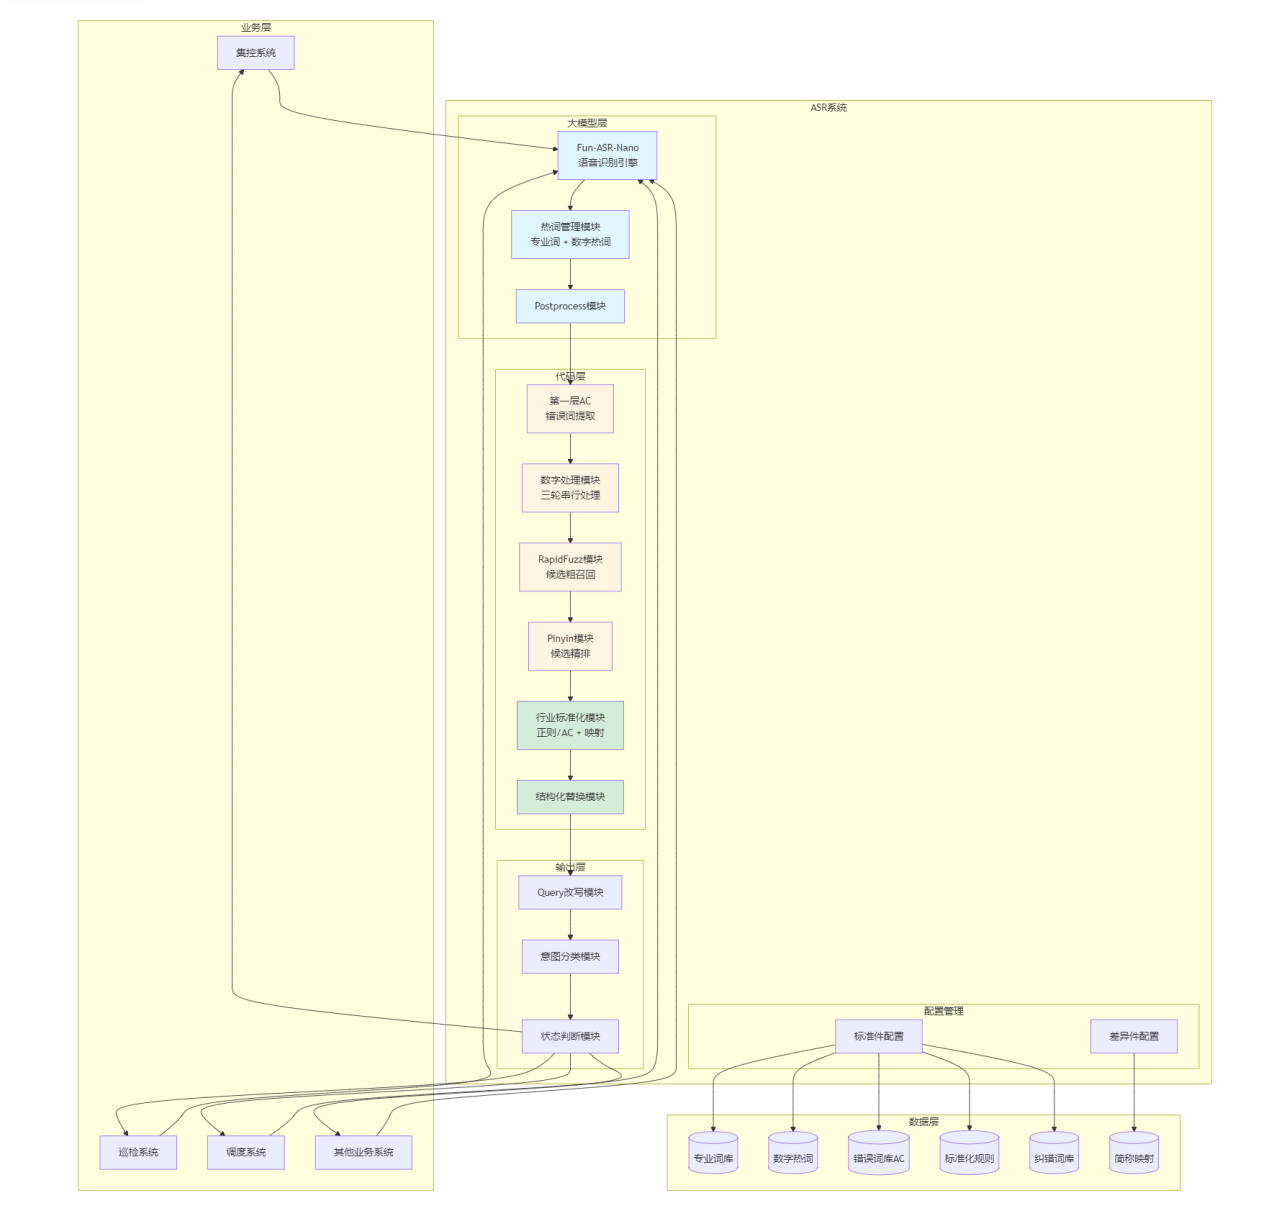 业务层
集控系统
ASR系统
大模型层
Fun-ASR-Nano
语音识别引擎
热词管理模块
专业词 + 数字热词
Postprocess模块
代码层
第一层AC
错误词提取
数字处理模块
三轮串行处理
RapidFuzz模块
候选粗召回
Pinyin模块
候选精排
行业标准化模块
正则/AC + 映射
结构化替换模块
输出层
Query改写模块
意图分类模块
状态判断模块
配置管理
标准件配置
差异件配置
巡检系统
调度系统
其他业务系统
数据层
专业词库
数字热词
错误词库AC
标准化规则
纠错词库
简称映射